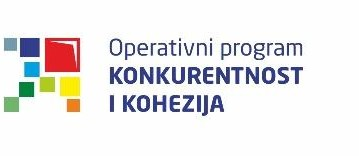 Operativni program
KONKURENTNOST
I KOHEZIJA